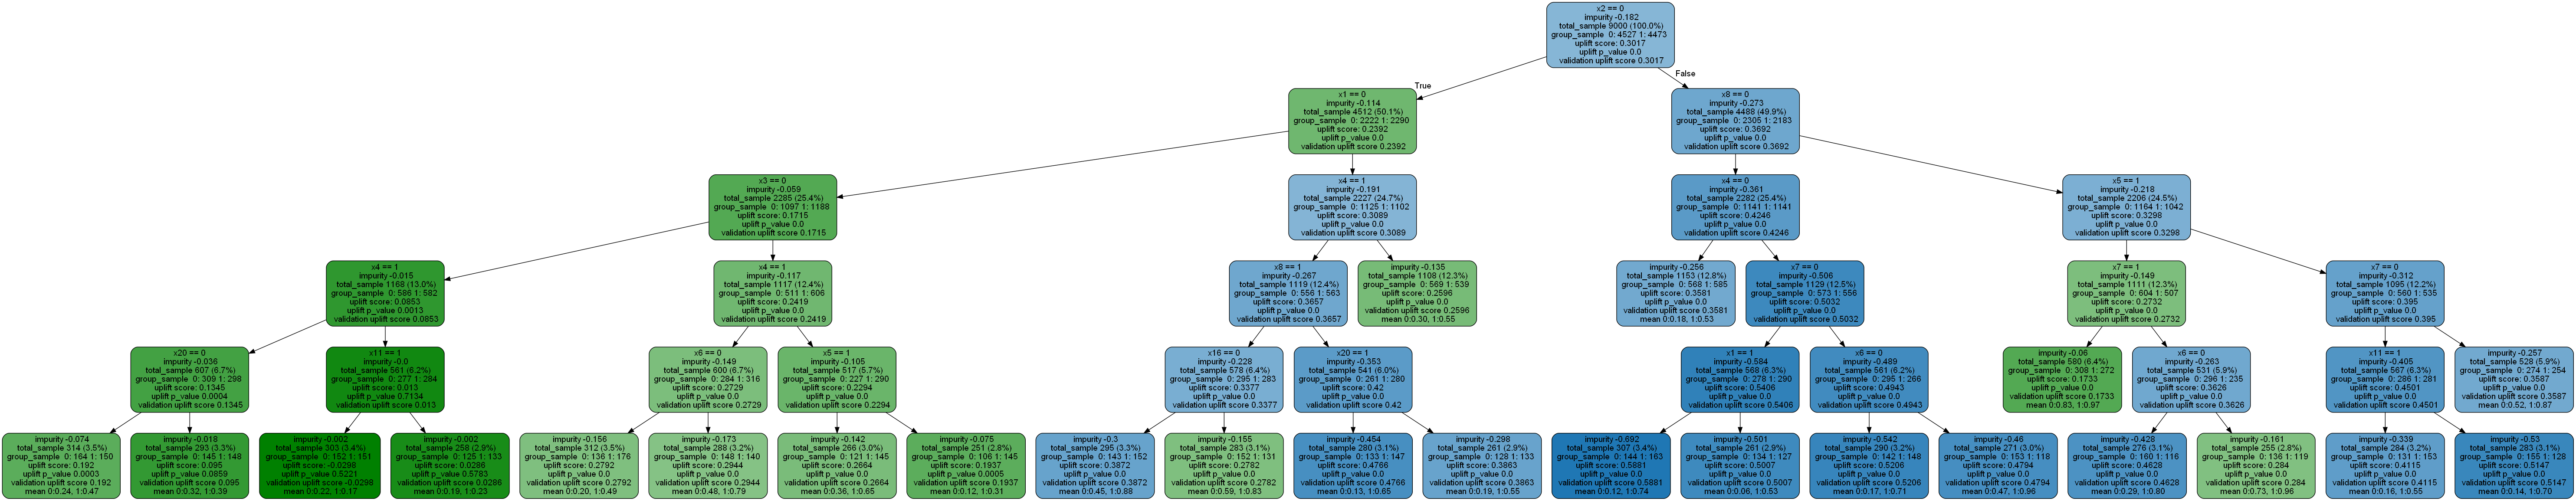 x2 == 0
impurity -0.182
total_sample 9000 (100.0%)
group_sample 0: 4527 1: 4473
uplift score: 0.3017
uplift p_value 0.0
validation uplift score 0.3017
True
False
x1 == 0
impurity -0.114
total_sample 4512 (50.1%)
group_sample 0: 2222 1: 2290
uplift score: 0.2392
uplift p_value 0.0
validation uplift score 0.2392
x8 == 0
impurity -0.273
total_sample 4488 (49.9%)
group_sample 0: 2305 1: 2183
uplift score: 0.3692
uplift p_value 0.0
validation uplift score 0.3692
x3 == 0
impurity -0.059
total_sample 2285 (25.4%)
group_sample 0: 1097 1: 1188
uplift score: 0.1715
uplift p_value 0.0
validation uplift score 0.1715
x4 == 1
impurity -0.191
total_sample 2227 (24.7%)
group_sample 0: 1125 1: 1102
uplift score: 0.3089
uplift p_value 0.0
validation uplift score 0.3089
x4 == 0
impurity -0.361
total_sample 2282 (25.4%)
group_sample 0: 1141 1: 1141
uplift score: 0.4246
uplift p_value 0.0
validation uplift score 0.4246
x5 == 1
impurity -0.218
total_sample 2206 (24.5%)
group_sample 0: 1164 1: 1042
uplift score: 0.3298
uplift p_value 0.0
validation uplift score 0.3298
x4 == 1
impurity -0.015
total_sample 1168 (13.0%)
group_sample 0: 586 1: 582
uplift score: 0.0853
uplift p_value 0.0013
validation uplift score 0.0853
x4 == 1
impurity -0.117
total_sample 1117 (12.4%)
group_sample 0: 511 1: 606
uplift score: 0.2419
uplift p_value 0.0
validation uplift score 0.2419
x8 == 1
impurity -0.267
total_sample 1119 (12.4%)
group_sample 0: 556 1: 563
uplift score: 0.3657
uplift p_value 0.0
validation uplift score 0.3657
impurity -0.135
total_sample 1108 (12.3%)
group_sample 0: 569 1: 539
uplift score: 0.2596
uplift p_value 0.0
validation uplift score 0.2596
mean 0:0.30, 1:0.55
impurity -0.256
total_sample 1153 (12.8%)
group_sample 0: 568 1: 585
uplift score: 0.3581
uplift p_value 0.0
validation uplift score 0.3581
mean 0:0.18, 1:0.53
x7 == 0
impurity -0.506
total_sample 1129 (12.5%)
group_sample 0: 573 1: 556
uplift score: 0.5032
uplift p_value 0.0
validation uplift score 0.5032
x7 == 1
impurity -0.149
total_sample 1111 (12.3%)
group_sample 0: 604 1: 507
uplift score: 0.2732
uplift p_value 0.0
validation uplift score 0.2732
x7 == 0
impurity -0.312
total_sample 1095 (12.2%)
group_sample 0: 560 1: 535
uplift score: 0.395
uplift p_value 0.0
validation uplift score 0.395
x20 == 0
impurity -0.036
total_sample 607 (6.7%)
group_sample 0: 309 1: 298
uplift score: 0.1345
uplift p_value 0.0004
validation uplift score 0.1345
x11 == 1
impurity -0.0
total_sample 561 (6.2%)
group_sample 0: 277 1: 284
uplift score: 0.013
uplift p_value 0.7134
validation uplift score 0.013
x6 == 0
impurity -0.149
total_sample 600 (6.7%)
group_sample 0: 284 1: 316
uplift score: 0.2729
uplift p_value 0.0
validation uplift score 0.2729
x5 == 1
impurity -0.105
total_sample 517 (5.7%)
group_sample 0: 227 1: 290
uplift score: 0.2294
uplift p_value 0.0
validation uplift score 0.2294
x16 == 0
impurity -0.228
total_sample 578 (6.4%)
group_sample 0: 295 1: 283
uplift score: 0.3377
uplift p_value 0.0
validation uplift score 0.3377
x20 == 1
impurity -0.353
total_sample 541 (6.0%)
group_sample 0: 261 1: 280
uplift score: 0.42
uplift p_value 0.0
validation uplift score 0.42
x1 == 1
impurity -0.584
total_sample 568 (6.3%)
group_sample 0: 278 1: 290
uplift score: 0.5406
uplift p_value 0.0
validation uplift score 0.5406
x6 == 0
impurity -0.489
total_sample 561 (6.2%)
group_sample 0: 295 1: 266
uplift score: 0.4943
uplift p_value 0.0
validation uplift score 0.4943
impurity -0.06
total_sample 580 (6.4%)
group_sample 0: 308 1: 272
uplift score: 0.1733
uplift p_value 0.0
validation uplift score 0.1733
mean 0:0.83, 1:0.97
x6 == 0
impurity -0.263
total_sample 531 (5.9%)
group_sample 0: 296 1: 235
uplift score: 0.3626
uplift p_value 0.0
validation uplift score 0.3626
x11 == 1
impurity -0.405
total_sample 567 (6.3%)
group_sample 0: 286 1: 281
uplift score: 0.4501
uplift p_value 0.0
validation uplift score 0.4501
impurity -0.257
total_sample 528 (5.9%)
group_sample 0: 274 1: 254
uplift score: 0.3587
uplift p_value 0.0
validation uplift score 0.3587
mean 0:0.52, 1:0.87
impurity -0.074
total_sample 314 (3.5%)
group_sample 0: 164 1: 150
uplift score: 0.192
uplift p_value 0.0003
validation uplift score 0.192
mean 0:0.24, 1:0.47
impurity -0.018
total_sample 293 (3.3%)
group_sample 0: 145 1: 148
uplift score: 0.095
uplift p_value 0.0859
validation uplift score 0.095
mean 0:0.32, 1:0.39
impurity -0.002
total_sample 303 (3.4%)
group_sample 0: 152 1: 151
uplift score: -0.0298
uplift p_value 0.5221
validation uplift score -0.0298
mean 0:0.22, 1:0.17
impurity -0.002
total_sample 258 (2.9%)
group_sample 0: 125 1: 133
uplift score: 0.0286
uplift p_value 0.5783
validation uplift score 0.0286
mean 0:0.19, 1:0.23
impurity -0.156
total_sample 312 (3.5%)
group_sample 0: 136 1: 176
uplift score: 0.2792
uplift p_value 0.0
validation uplift score 0.2792
mean 0:0.20, 1:0.49
impurity -0.173
total_sample 288 (3.2%)
group_sample 0: 148 1: 140
uplift score: 0.2944
uplift p_value 0.0
validation uplift score 0.2944
mean 0:0.48, 1:0.79
impurity -0.142
total_sample 266 (3.0%)
group_sample 0: 121 1: 145
uplift score: 0.2664
uplift p_value 0.0
validation uplift score 0.2664
mean 0:0.36, 1:0.65
impurity -0.075
total_sample 251 (2.8%)
group_sample 0: 106 1: 145
uplift score: 0.1937
uplift p_value 0.0005
validation uplift score 0.1937
mean 0:0.12, 1:0.31
impurity -0.3
total_sample 295 (3.3%)
group_sample 0: 143 1: 152
uplift score: 0.3872
uplift p_value 0.0
validation uplift score 0.3872
mean 0:0.45, 1:0.88
impurity -0.155
total_sample 283 (3.1%)
group_sample 0: 152 1: 131
uplift score: 0.2782
uplift p_value 0.0
validation uplift score 0.2782
mean 0:0.59, 1:0.83
impurity -0.454
total_sample 280 (3.1%)
group_sample 0: 133 1: 147
uplift score: 0.4766
uplift p_value 0.0
validation uplift score 0.4766
mean 0:0.13, 1:0.65
impurity -0.298
total_sample 261 (2.9%)
group_sample 0: 128 1: 133
uplift score: 0.3863
uplift p_value 0.0
validation uplift score 0.3863
mean 0:0.19, 1:0.55
impurity -0.692
total_sample 307 (3.4%)
group_sample 0: 144 1: 163
uplift score: 0.5881
uplift p_value 0.0
validation uplift score 0.5881
mean 0:0.12, 1:0.74
impurity -0.501
total_sample 261 (2.9%)
group_sample 0: 134 1: 127
uplift score: 0.5007
uplift p_value 0.0
validation uplift score 0.5007
mean 0:0.06, 1:0.53
impurity -0.542
total_sample 290 (3.2%)
group_sample 0: 142 1: 148
uplift score: 0.5206
uplift p_value 0.0
validation uplift score 0.5206
mean 0:0.17, 1:0.71
impurity -0.46
total_sample 271 (3.0%)
group_sample 0: 153 1: 118
uplift score: 0.4794
uplift p_value 0.0
validation uplift score 0.4794
mean 0:0.47, 1:0.96
impurity -0.428
total_sample 276 (3.1%)
group_sample 0: 160 1: 116
uplift score: 0.4628
uplift p_value 0.0
validation uplift score 0.4628
mean 0:0.29, 1:0.80
impurity -0.161
total_sample 255 (2.8%)
group_sample 0: 136 1: 119
uplift score: 0.284
uplift p_value 0.0
validation uplift score 0.284
mean 0:0.73, 1:0.96
impurity -0.339
total_sample 284 (3.2%)
group_sample 0: 131 1: 153
uplift score: 0.4115
uplift p_value 0.0
validation uplift score 0.4115
mean 0:0.16, 1:0.55
impurity -0.53
total_sample 283 (3.1%)
group_sample 0: 155 1: 128
uplift score: 0.5147
uplift p_value 0.0
validation uplift score 0.5147
mean 0:0.14, 1:0.70